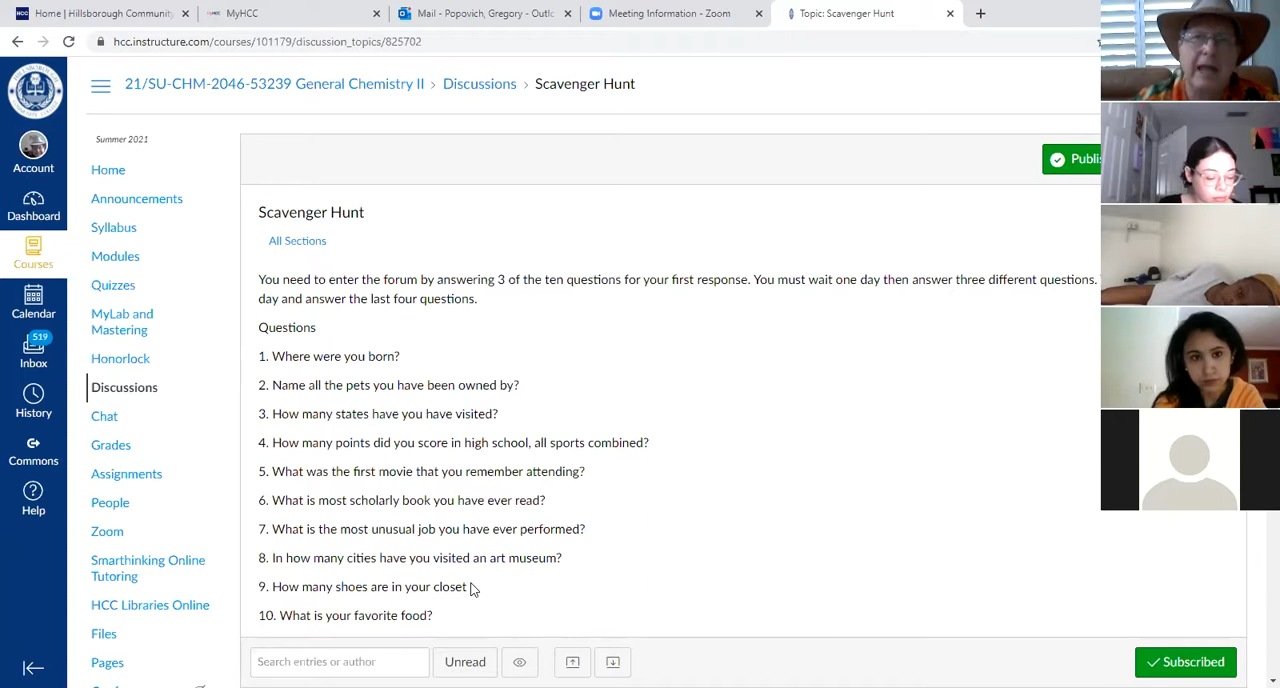 HCC Home | Hillsborough Community
HCC MyHCC
Mail - Popovich, Gregory - Outlo
Meeting Information - Zoom
Topic: Scavenger Hunt
hcc.instructure.com/courses/101179/discussion_topics/825702
21/SU-CHM-2046-53239 General Chemistry II > Discussions > Scavenger Hunt
Account
Dashboard
Courses
Calendar
519
Inbox
History
Commons
Help
Summer 2021
Home
Announcements
Syllabus
Modules
Quizzes
MyLab and
Mastering
Honorlock
Discussions
Chat
Grades
Assignments
People
Zoom
Smarthinking Online
Tutoring
HCC Libraries Online
Files
Pages
Publis
Scavenger Hunt
All Sections
You need to enter the forum by answering 3 of the ten questions for your first response. You must wait one day then answer three different questions.
day and answer the last four questions.
Questions
1. Where were you born?
2. Name all the pets you have been owned by?
3. How many states have you have visited?
4. How many points did you score in high school, all sports combined?
5. What was the first movie that you remember attending?
6. What is most scholarly book you have ever read?
7. What is the most unusual job you have ever performed?
8. In how many cities have you visited an art museum?
9. How many shoes are in your closet
10. What is your favorite food?
Search entries or author
Unread
Subscribed